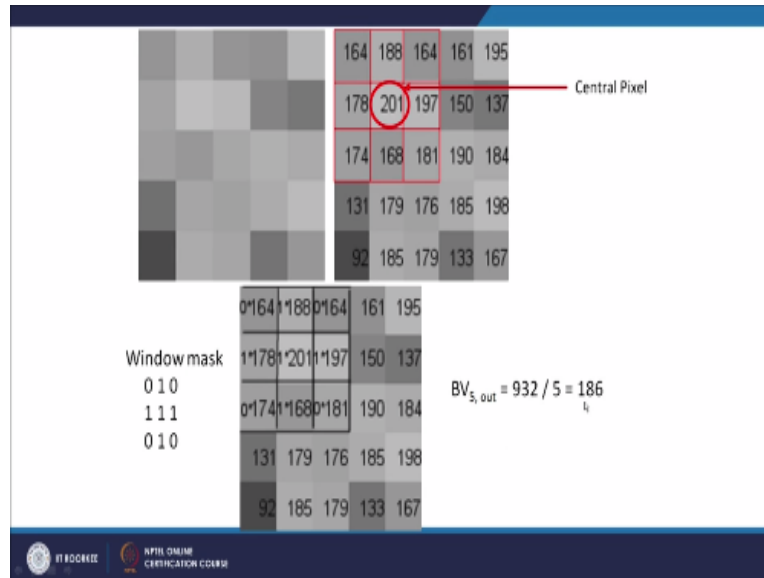 164 188 164 161 195
Central Pixel
178 201 197 150 137
174 168 181 190 184
131 179 176 185 198
92 185 179 133 167
0*164 1*188 0*164 161 195
Window mask
0 1 0
1 1 1
0 1 0
1*178 1*201 1*197 150 137
0*174 1*168 0*181 190 184
131 179 176 185 198
92 185 179 133 167
BV5, out = 932 / 5 = 186
IIT ROORKEE
NPTEL ONLINE
CERTIFICATION COURSE